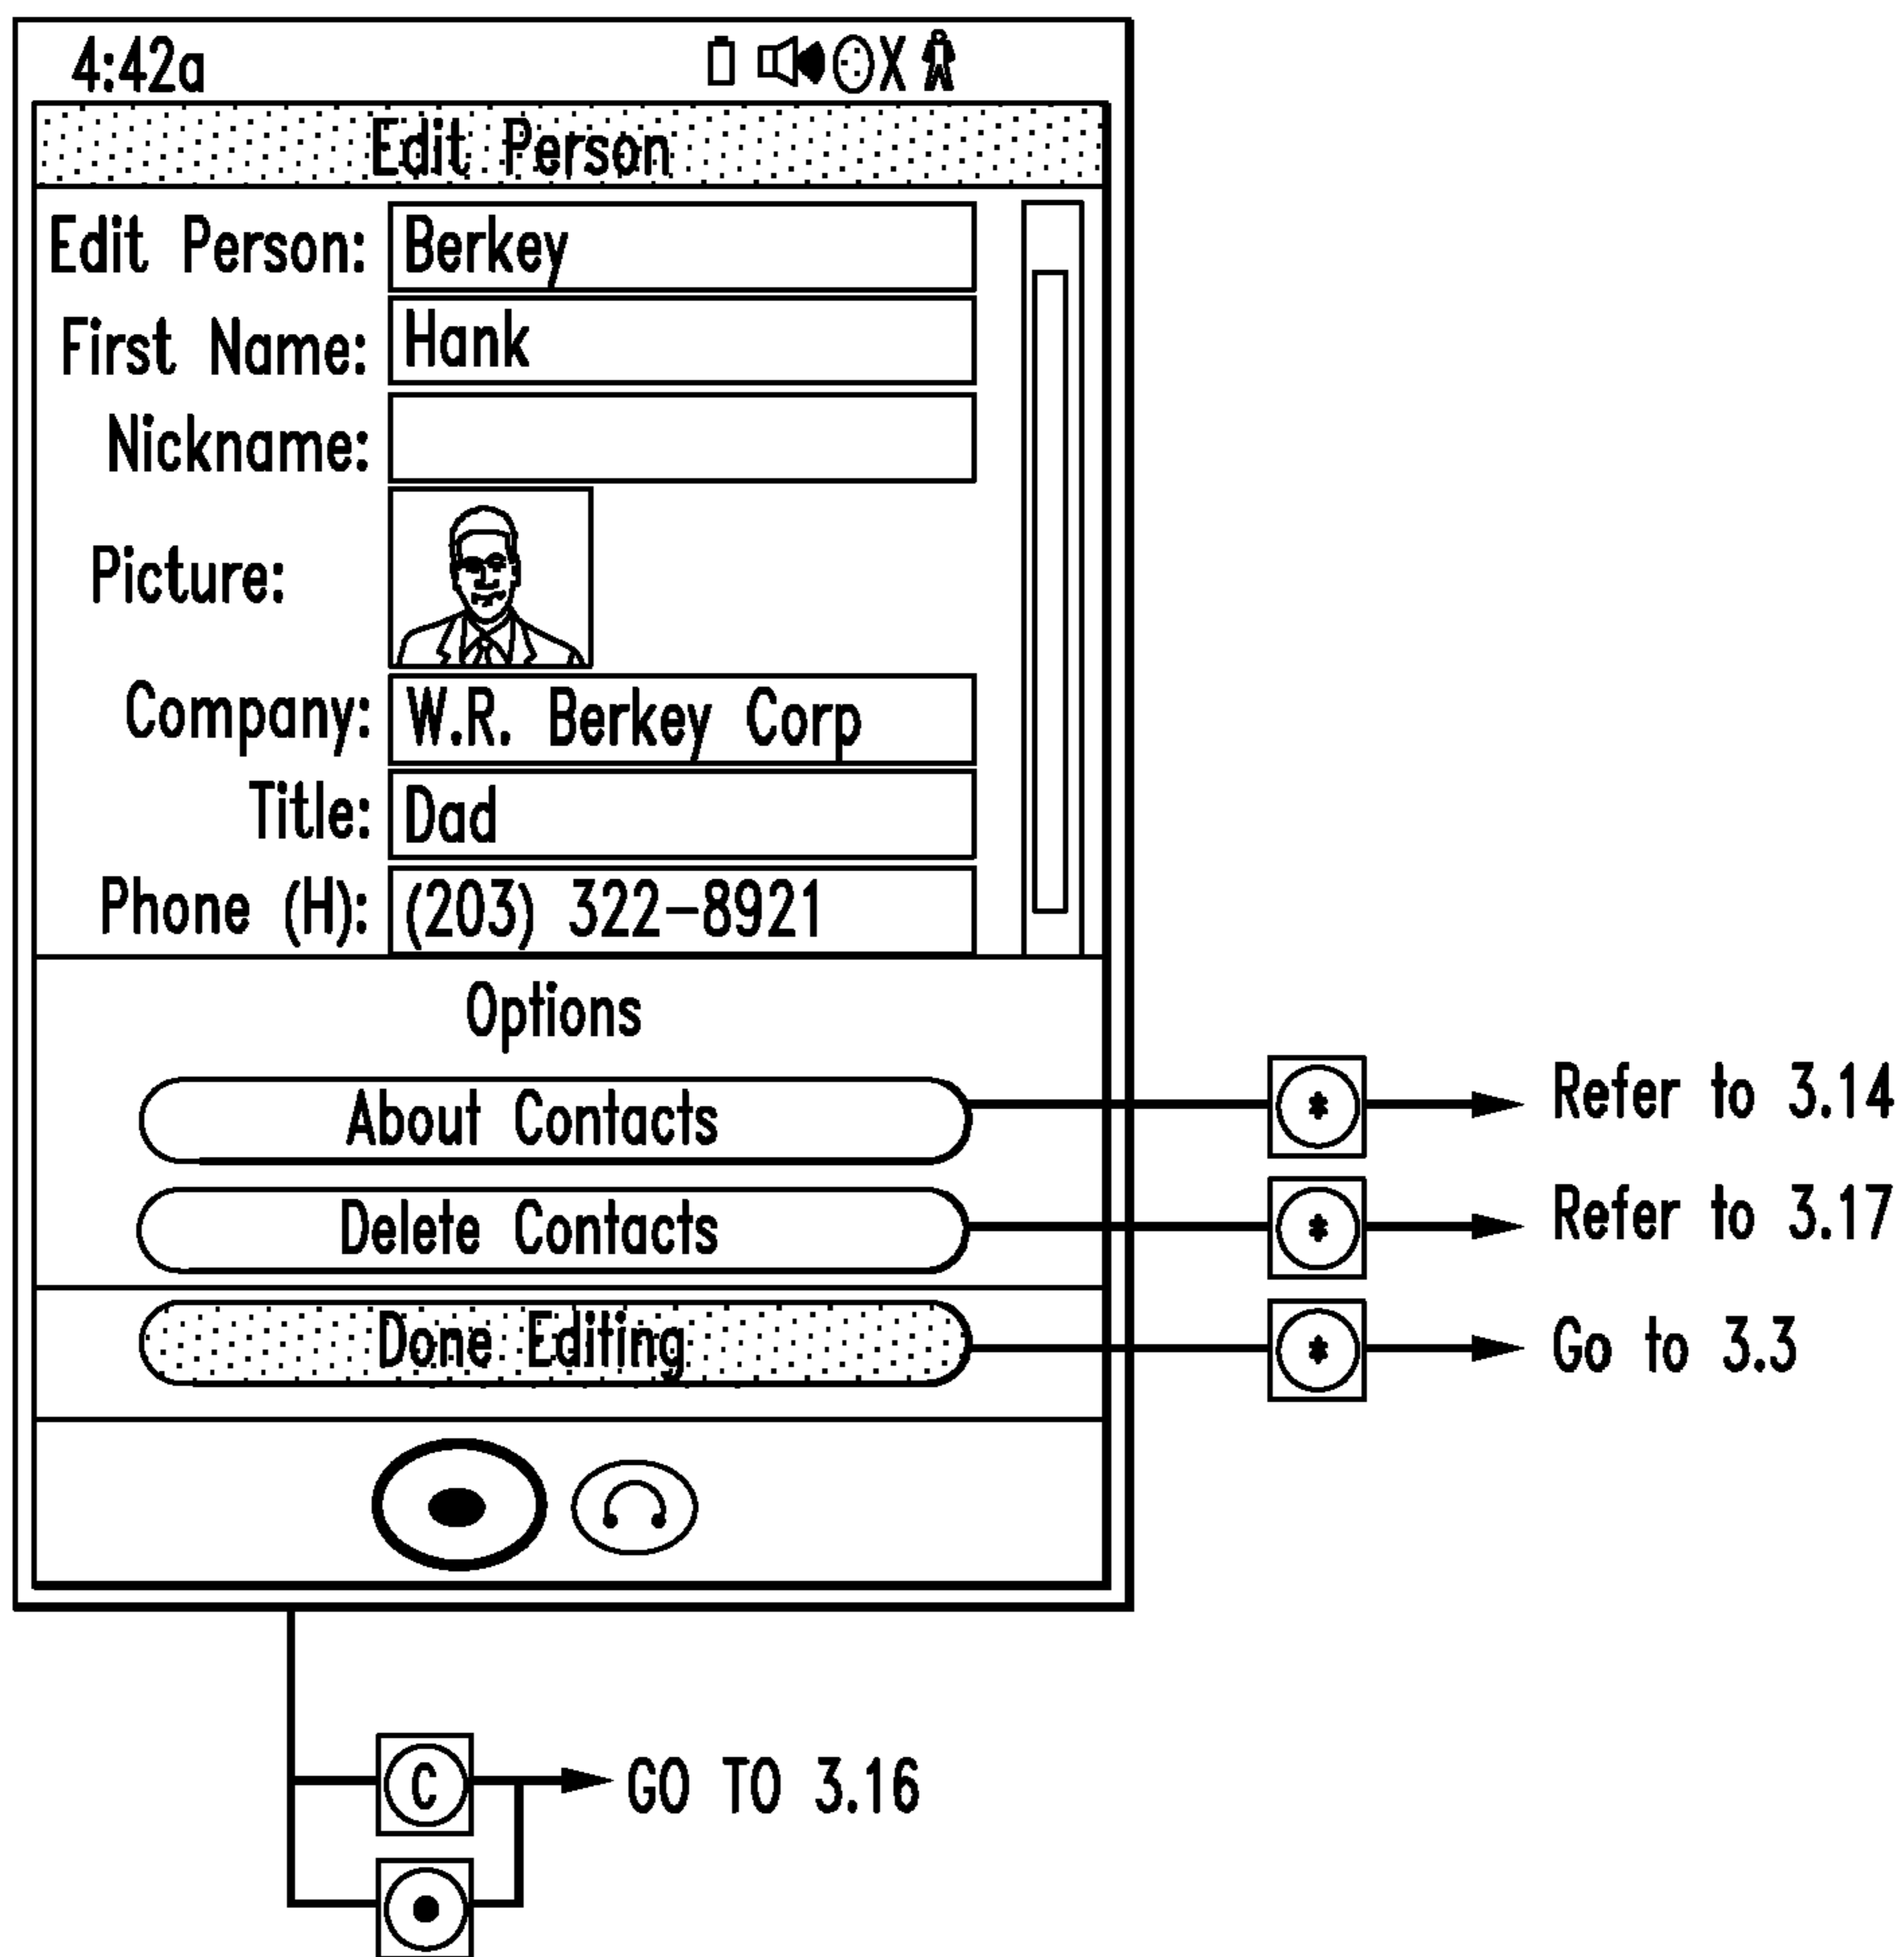 4:42a X
Edit Person
Edit Person: Berkey
First Name: Hank
Nickname:
Picture:
Company: W.R. Berkey Corp
Title: Dad
Phone (H): (203) 322-8921
Options
About Contacts * Refer to 3.14
Delete Contacts * Refer to 3.17
Done Editing * Go to 3.3
C GO TO 3.16